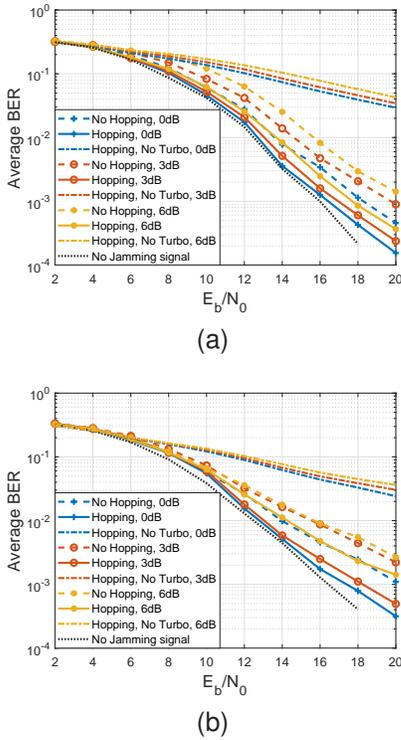 10^0
10^-1
10^-2
10^-3
10^-4
Average BER
No Hopping, 0dB
Hopping, 0dB
Hopping, No Turbo, 0dB
No Hopping, 3dB
Hopping, 3dB
Hopping, No Turbo, 3dB
No Hopping, 6dB
Hopping, 6dB
Hopping, No Turbo, 6dB
No Jamming signal
2 4 6 8 10 12 14 16 18 20
E_b/N_0
(a)
10^0
10^-1
10^-2
10^-3
10^-4
Average BER
No Hopping, 0dB
Hopping, 0dB
Hopping, No Turbo, 0dB
No Hopping, 3dB
Hopping, 3dB
Hopping, No Turbo, 3dB
No Hopping, 6dB
Hopping, 6dB
Hopping, No Turbo, 6dB
No Jamming signal
2 4 6 8 10 12 14 16 18 20
E_b/N_0
(b)